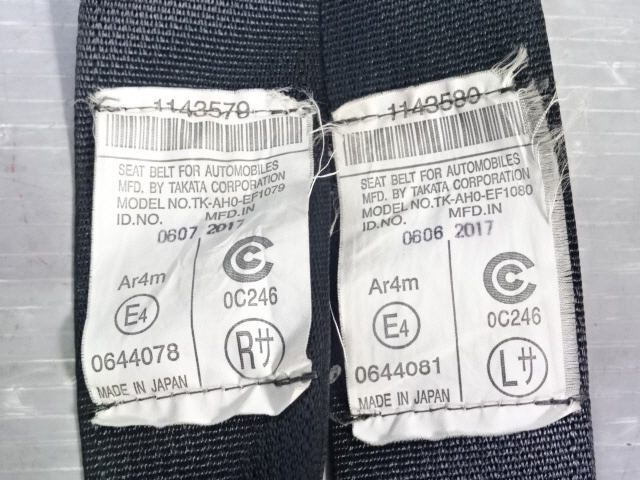 1143579
SEAT BELT FOR AUTOMOBILES
MFD. BY TAKATA CORPORATION
MODEL NO.TK-AH0-EF1079
ID.NO. MFD.IN
0607 2017
Ar4m
E4
0C246
0644078
Rサ
MADE IN JAPAN
1143580
SEAT BELT FOR AUTOMOBILES
MFD. BY TAKATA CORPORATION
MODEL NO.TK-AH0-EF1080
ID.NO. MFD.IN
0606 2017
Ar4m
E4
0C246
0644081
Lサ
MADE IN JAPAN